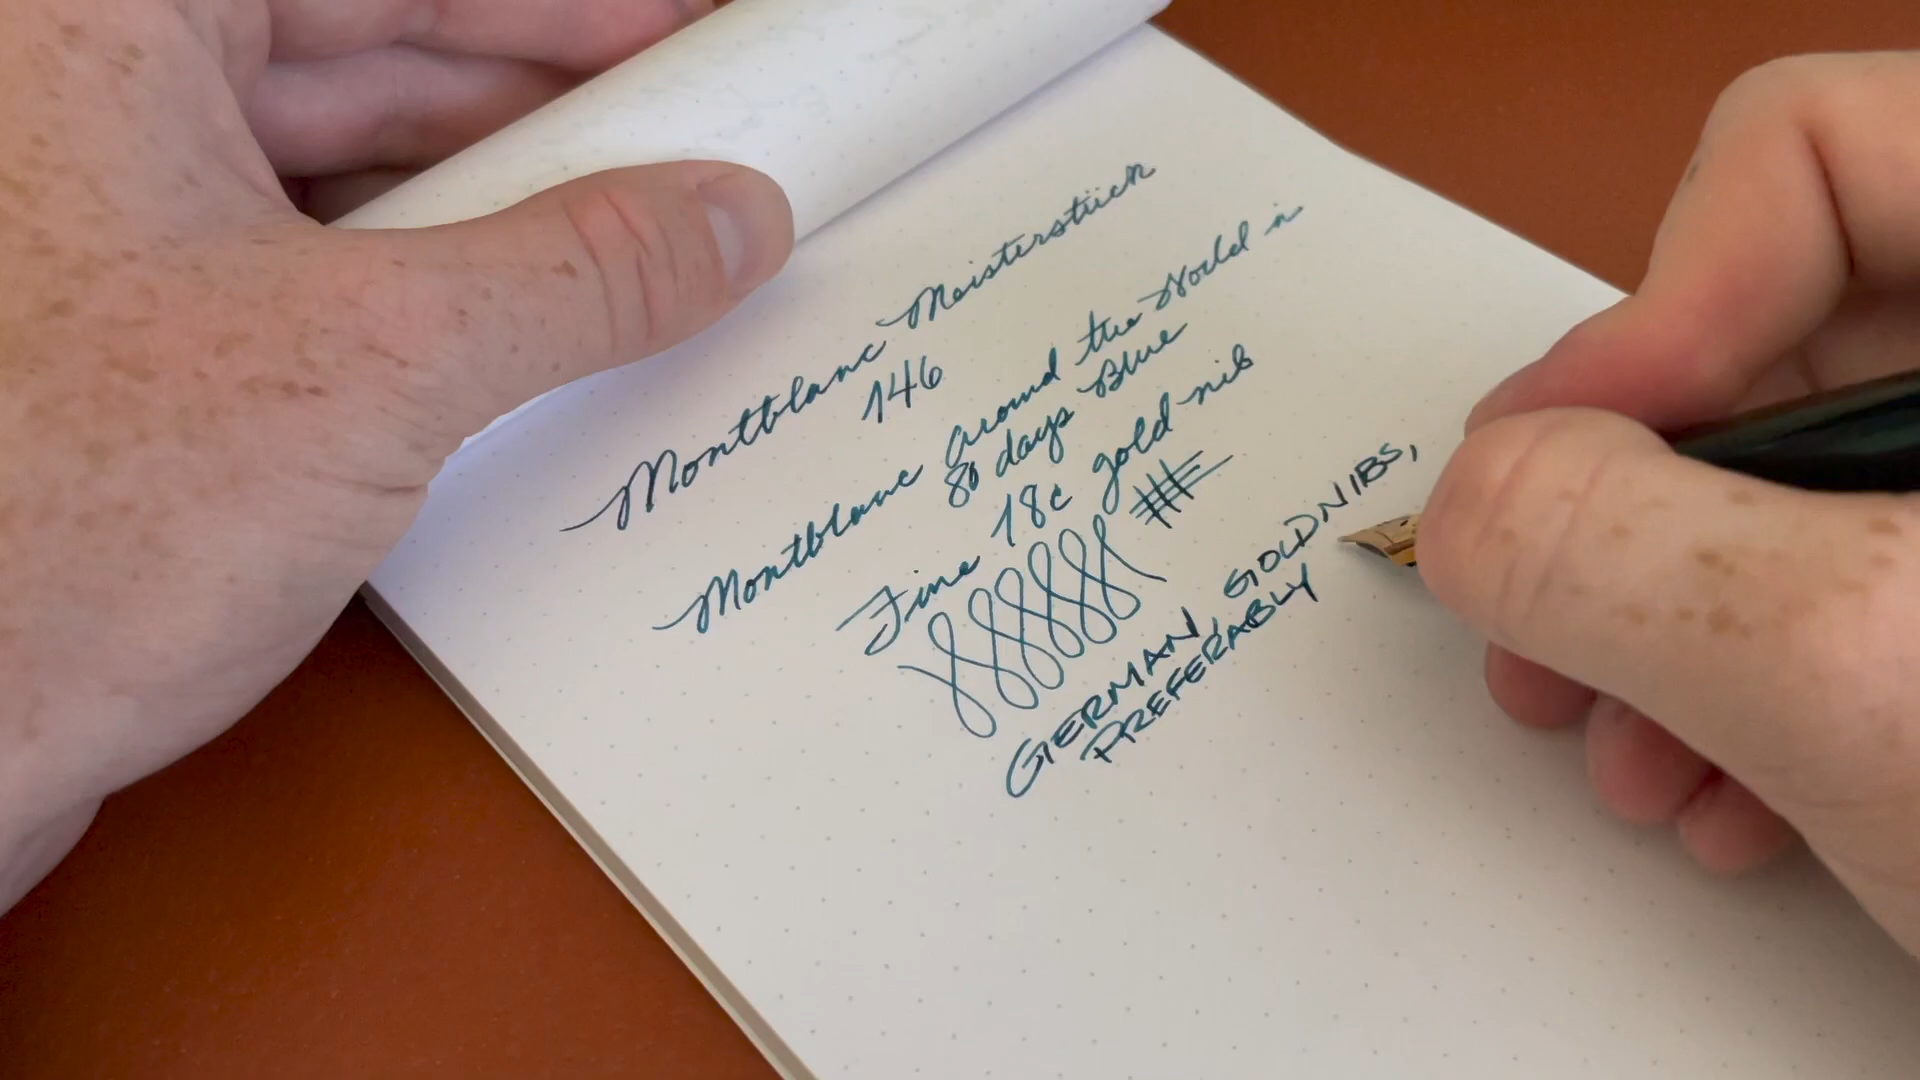 Montblanc Meisterstück
146
Montblanc Around the World in
80 days Blue
Fine 18c gold nib
GERMAN, GOLD NIBS,
PREFERABLY